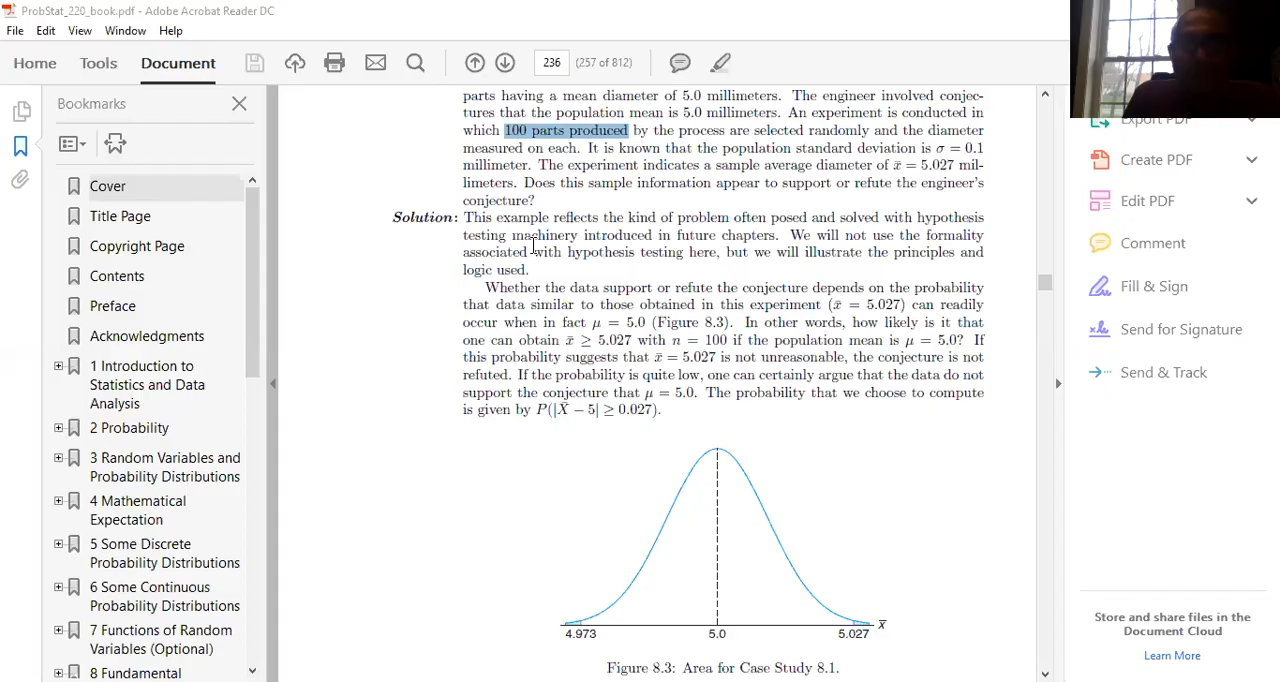 ProbStat_220_book.pdf - Adobe Acrobat Reader DC
File Edit View Window Help
Home Tools Document 236 (257 of 812)
Bookmarks
Cover
Title Page
Copyright Page
Contents
Preface
Acknowledgments
1 Introduction to
Statistics and Data
Analysis
2 Probability
3 Random Variables and
Probability Distributions
4 Mathematical
Expectation
5 Some Discrete
Probability Distributions
6 Some Continuous
Probability Distributions
7 Functions of Random
Variables (Optional)
8 Fundamental
parts having a mean diameter of 5.0 millimeters. The engineer involved conjec-
tures that the population mean is 5.0 millimeters. An experiment is conducted in
which 100 parts produced by the process are selected randomly and the diameter
measured on each. It is known that the population standard deviation is σ = 0.1
millimeter. The experiment indicates a sample average diameter of x̄ = 5.027 mil-
limeters. Does this sample information appear to support or refute the engineer's
conjecture?
Solution: This example reflects the kind of problem often posed and solved with hypothesis
testing machinery introduced in future chapters. We will not use the formality
associated with hypothesis testing here, but we will illustrate the principles and
logic used.
Whether the data support or refute the conjecture depends on the probability
that data similar to those obtained in this experiment (x̄ = 5.027) can readily
occur when in fact μ = 5.0 (Figure 8.3). In other words, how likely is it that
one can obtain x̄ ≥ 5.027 with n = 100 if the population mean is μ = 5.0? If
this probability suggests that x̄ = 5.027 is not unreasonable, the conjecture is not
refuted. If the probability is quite low, one can certainly argue that the data do not
support the conjecture that μ = 5.0. The probability that we choose to compute
is given by P(|X̄ − 5| ≥ 0.027).
4.973 5.0 5.027 x̄
Figure 8.3: Area for Case Study 8.1.
Export PDF
Create PDF
Edit PDF
Comment
Fill & Sign
Send for Signature
Send & Track
Store and share files in the
Document Cloud
Learn More